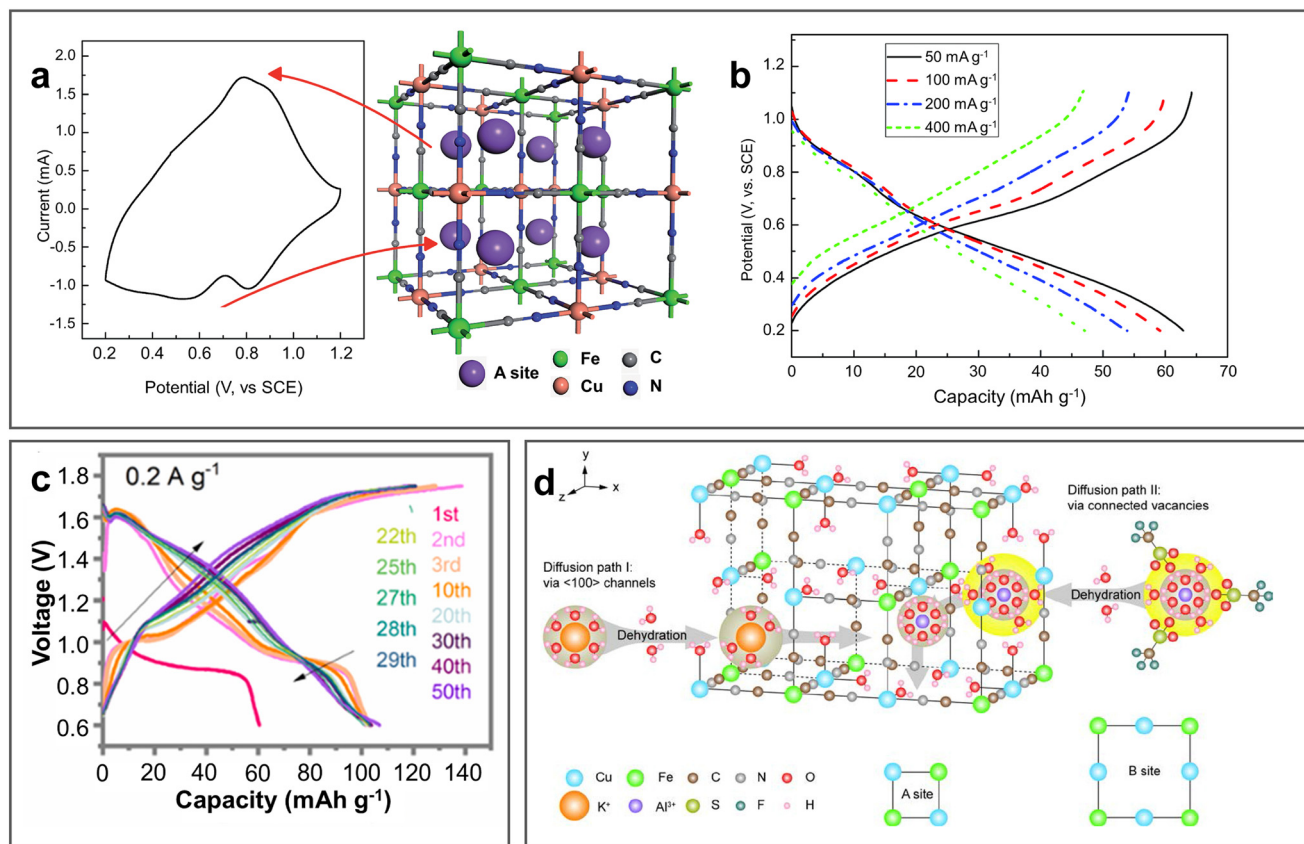 a
2.0
1.5
1.0
0.5
0.0
-0.5
-1.0
-1.5
Current (mA)
0.2 0.4 0.6 0.8 1.0 1.2
Potential (V, vs SCE)
A site
Fe
Cu
C
N
b
50 mA g⁻¹
100 mA g⁻¹
200 mA g⁻¹
400 mA g⁻¹
1.2
1.0
0.8
0.6
0.4
0.2
Potential (V, vs. SCE)
0 10 20 30 40 50 60 70 80
Capacity (mAh g⁻¹)
c
0.2 A g⁻¹
1.8
1.6
1.4
1.2
1.0
0.8
0.6
Voltage (V)
1st
22th 2nd
25th 3rd
27th 10th
28th 20th
29th 30th
40th
50th
0 20 40 60 80 100 120 140
Capacity (mAh g⁻¹)
d
y
x
z
Diffusion path I:
via <100> channels
Dehydration
Diffusion path II:
via connected vacancies
Dehydration
Cu Fe C N O
K⁺ Al³⁺ S F H
A site
B site